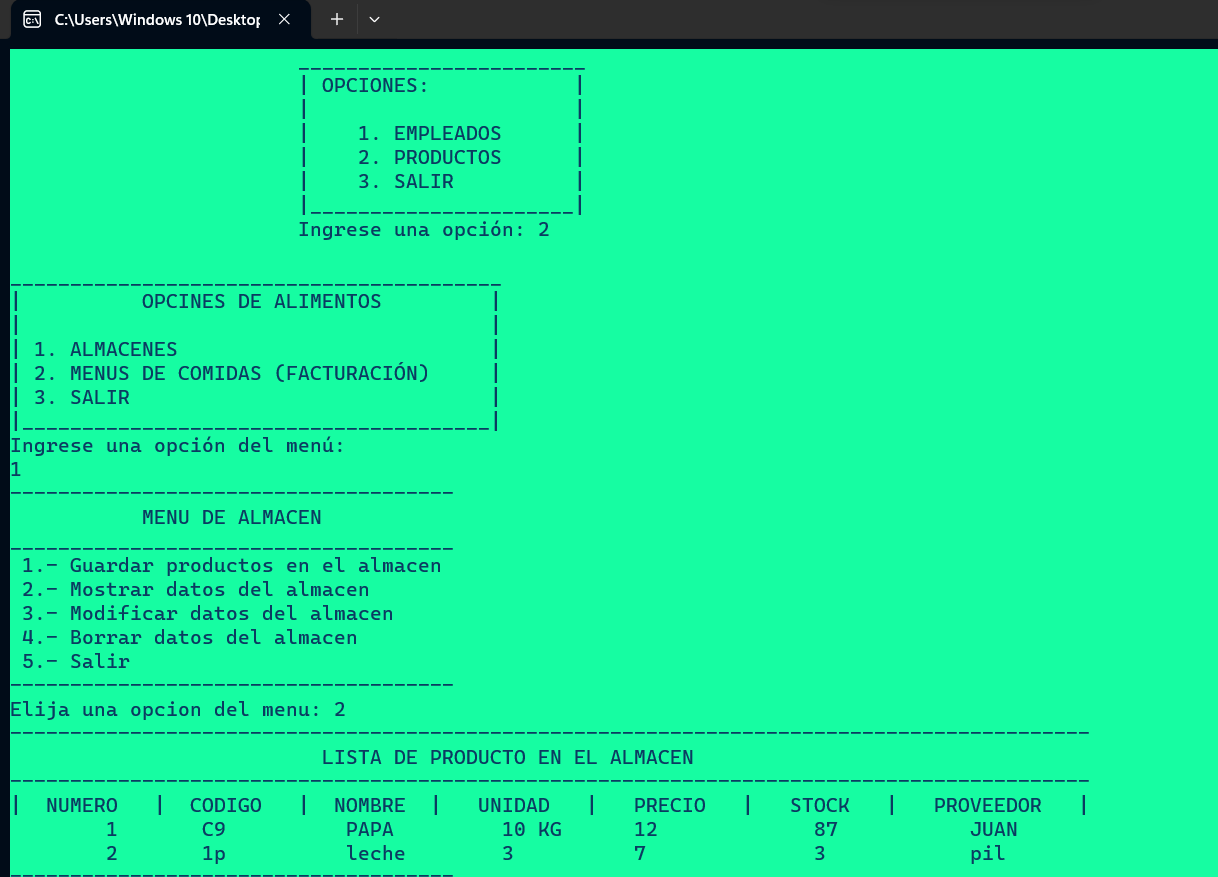 C:\Users\Windows 10\Desktop
OPCIONES:
1. EMPLEADOS
2. PRODUCTOS
3. SALIR
Ingrese una opción: 2
OPCINES DE ALIMENTOS
1. ALMACENES
2. MENUS DE COMIDAS (FACTURACIÓN)
3. SALIR
Ingrese una opción del menú:
1
MENU DE ALMACEN
1.- Guardar productos en el almacen
2.- Mostrar datos del almacen
3.- Modificar datos del almacen
4.- Borrar datos del almacen
5.- Salir
Elija una opcion del menu: 2
LISTA DE PRODUCTO EN EL ALMACEN
| NUMERO | CODIGO | NOMBRE | UNIDAD | PRECIO | STOCK | PROVEEDOR |
1 C9 PAPA 10 KG 12 87 JUAN
2 1p leche 3 7 3 pil